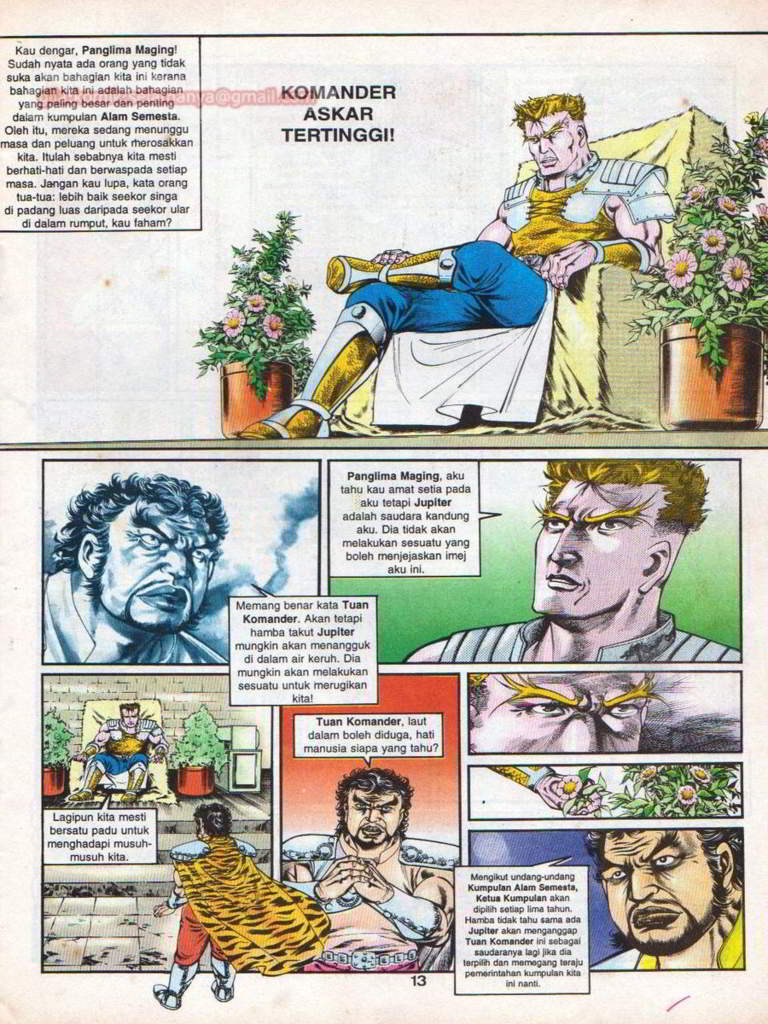 Kau dengar, Panglima Maging!
Sudah nyata ada orang yang tidak
suka akan bahagian kita ini kerana
bahagian kita ini adalah bahagian
yang paling besar dan penting
dalam kumpulan Alam Semesta.
Oleh itu, mereka sedang menunggu
masa dan peluang untuk merosakkan
kita. Itulah sebabnya kita mesti
berhati-hati dan berwaspada setiap
masa. Jangan kau lupa, kata orang
tua-tua: lebih baik seekor singa
di padang luas daripada seekor ular
di dalam rumput, kau faham?
KOMANDER
ASKAR
TERTINGGI!
Panglima Maging, aku
tahu kau amat setia pada
aku tetapi Jupiter
adalah saudara kandung
aku. Dia tidak akan
melakukan sesuatu yang
boleh menjejaskan imej
aku ini.
Memang benar kata Tuan
Komander. Akan tetapi
hamba takut Jupiter
mungkin akan menangguk
di dalam air keruh. Dia
mungkin akan melakukan
sesuatu untuk merugikan
kita!
Lagipun kita mesti
bersatu padu untuk
menghadapi musuh-
musuh kita.
Tuan Komander, laut
dalam boleh diduga, hati
manusia siapa yang tahu?
Mengikut undang-undang
Kumpulan Alam Semesta,
Ketua Kumpulan akan
dipilih setiap lima tahun.
Hamba tidak tahu sama ada
Jupiter akan menganggap
Tuan Komander ini sebagai
saudaranya lagi jika dia
terpilih dan memegang teraju
pemerintahan kumpulan kita
ini nanti.
13